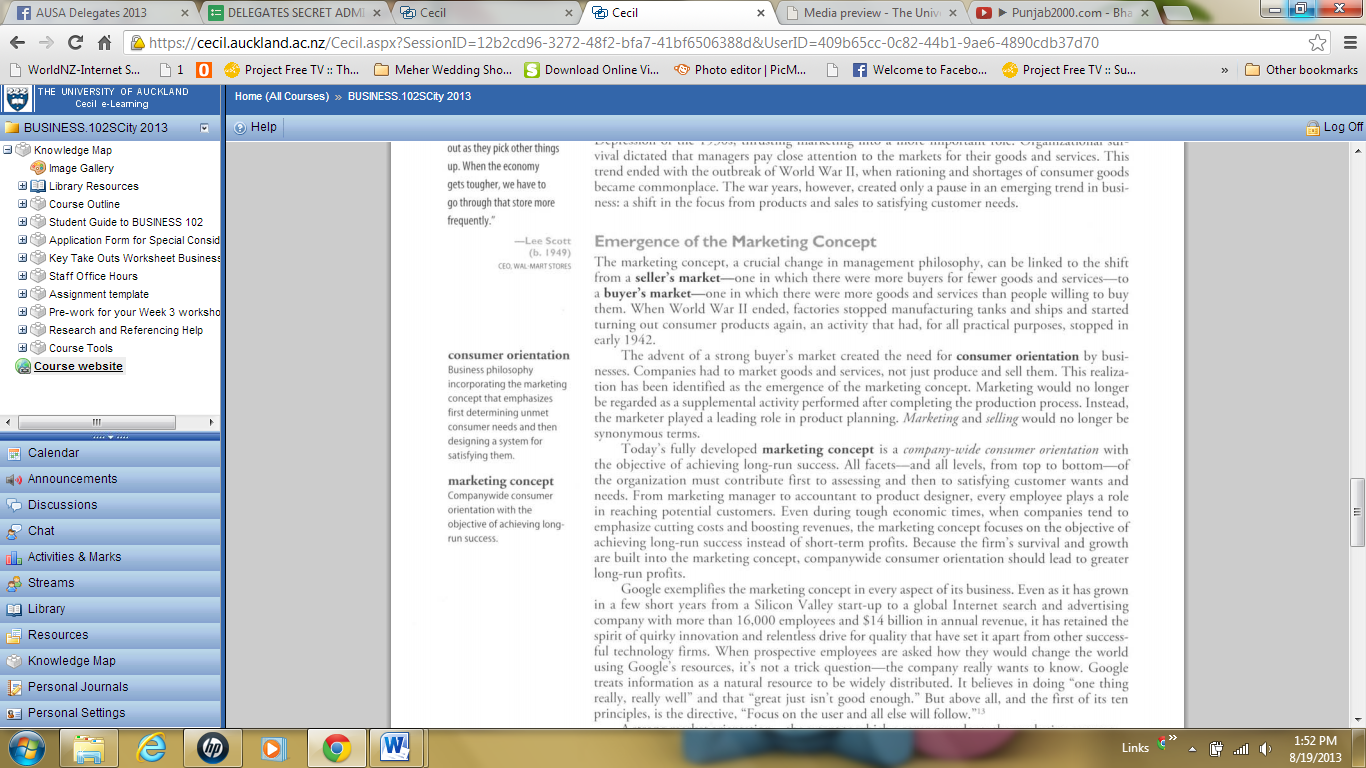 AUSA Delegates 2013
DELEGATES SECRET ADMI
Cecil
Cecil
Media preview - The Unive
Punjab2000.com - Bha
https://cecil.auckland.ac.nz/Cecil.aspx?SessionID=12b2cd96-3272-48f2-bfa7-41bf6506388d&UserID=409b65cc-0c82-44b1-9ae6-4890cdb37d70
WorldNZ-Internet S...
1
Project Free TV :: Th...
Meher Wedding Sho...
Download Online Vi...
Photo editor | PicM...
Welcome to Facebo...
Project Free TV :: Su...
»
Other bookmarks
THE UNIVERSITY OF AUCKLAND
Cecil e-Learning
Home (All Courses) » BUSINESS.102SCity 2013
BUSINESS.102SCity 2013
Help
Log Off
Knowledge Map
Image Gallery
Library Resources
Course Outline
Student Guide to BUSINESS 102
Application Form for Special Consid
Key Take Outs Worksheet Business
Staff Office Hours
Assignment template
Pre-work for your Week 3 worksho
Research and Referencing Help
Course Tools
Course website
Calendar
Announcements
Discussions
Chat
Activities & Marks
Streams
Library
Resources
Knowledge Map
Personal Journals
Personal Settings
out as they pick other things
up. When the economy
gets tougher, we have to
go through that store more
frequently."
—Lee Scott
(b. 1949)
CEO, WAL-MART STORES
consumer orientation
Business philosophy
incorporating the marketing
concept that emphasizes
first determining unmet
consumer needs and then
designing a system for
satisfying them.
marketing concept
Companywide consumer
orientation with the
objective of achieving long-
run success.
Depression of the 1930s, thrusting marketing into a more important role. Organizational sur-
vival dictated that managers pay close attention to the markets for their goods and services. This
trend ended with the outbreak of World War II, when rationing and shortages of consumer goods
became commonplace. The war years, however, created only a pause in an emerging trend in busi-
ness: a shift in the focus from products and sales to satisfying customer needs.
Emergence of the Marketing Concept
The marketing concept, a crucial change in management philosophy, can be linked to the shift
from a seller's market—one in which there were more buyers for fewer goods and services—to
a buyer's market—one in which there were more goods and services than people willing to buy
them. When World War II ended, factories stopped manufacturing tanks and ships and started
turning out consumer products again, an activity that had, for all practical purposes, stopped in
early 1942.
The advent of a strong buyer's market created the need for consumer orientation by busi-
nesses. Companies had to market goods and services, not just produce and sell them. This realiza-
tion has been identified as the emergence of the marketing concept. Marketing would no longer
be regarded as a supplemental activity performed after completing the production process. Instead,
the marketer played a leading role in product planning. Marketing and selling would no longer be
synonymous terms.
Today's fully developed marketing concept is a company-wide consumer orientation with
the objective of achieving long-run success. All facets—and all levels, from top to bottom—of
the organization must contribute first to assessing and then to satisfying customer wants and
needs. From marketing manager to accountant to product designer, every employee plays a role
in reaching potential customers. Even during tough economic times, when companies tend to
emphasize cutting costs and boosting revenues, the marketing concept focuses on the objective of
achieving long-run success instead of short-term profits. Because the firm's survival and growth
are built into the marketing concept, companywide consumer orientation should lead to greater
long-run profits.
Google exemplifies the marketing concept in every aspect of its business. Even as it has grown
in a few short years from a Silicon Valley start-up to a global Internet search and advertising
company with more than 16,000 employees and $14 billion in annual revenue, it has retained the
spirit of quirky innovation and relentless drive for quality that have set it apart from other success-
ful technology firms. When prospective employees are asked how they would change the world
using Google's resources, it's not a trick question—the company really wants to know. Google
treats information as a natural resource to be widely distributed. It believes in doing "one thing
really, really well" and that "great just isn't good enough." But above all, and the first of its ten
principles, is the directive, "Focus on the user and all else will follow."13
Links
»
1:52 PM
8/19/2013